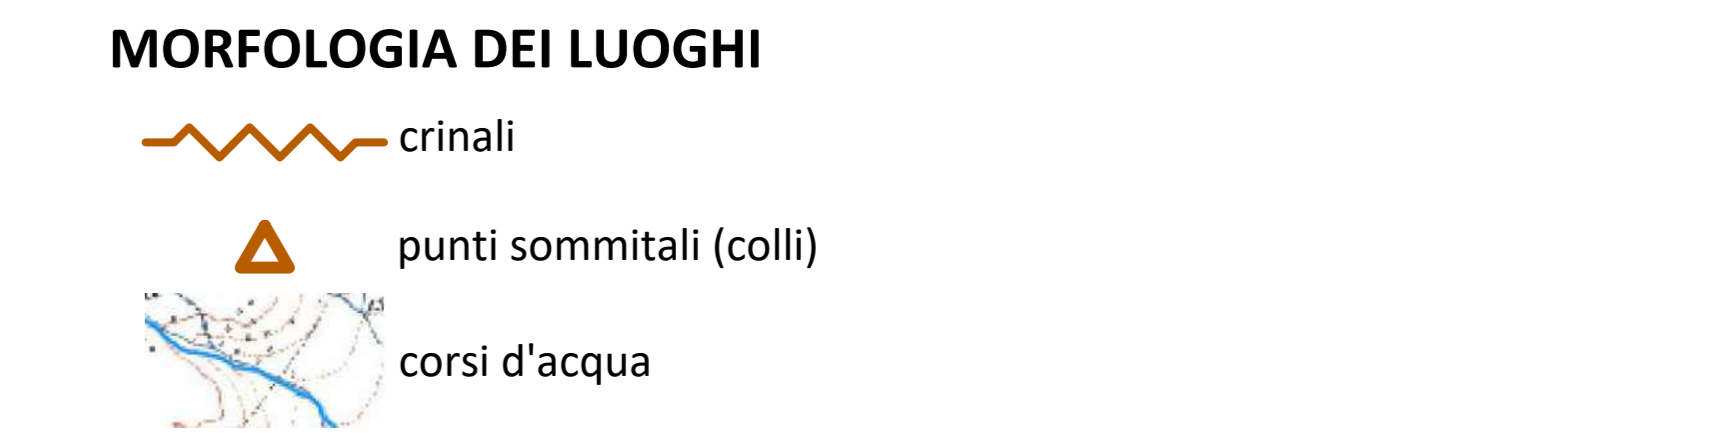 MORFOLOGIA DEI LUOGHI
crinali
punti sommitali (colli)
corsi d'acqua